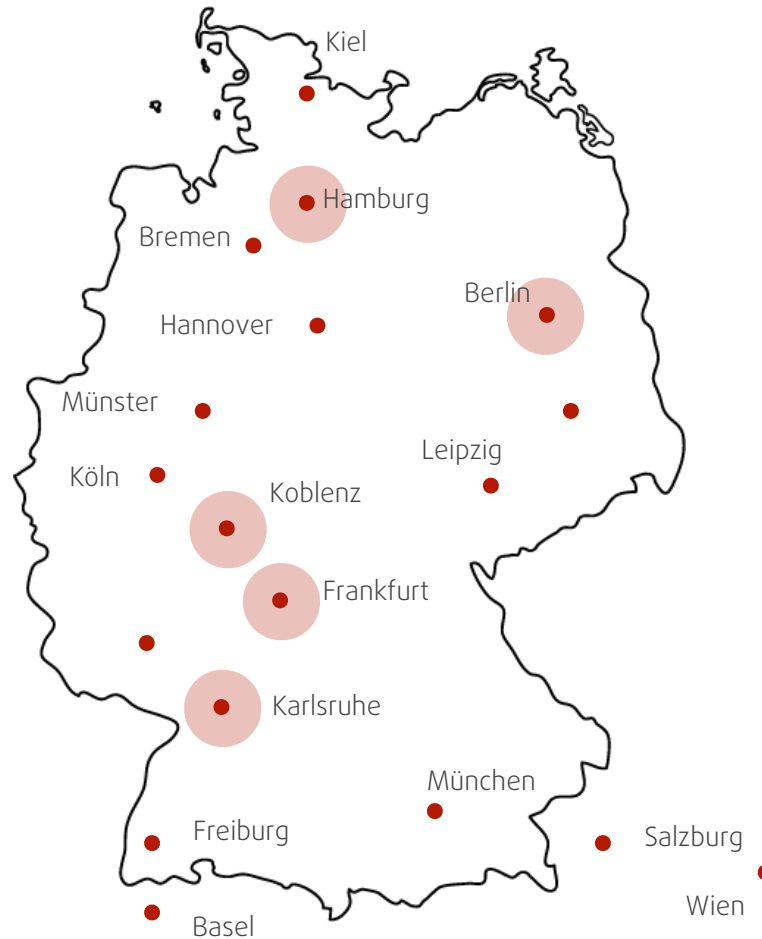 Kiel
Hamburg
Bremen
Berlin
Hannover
Münster
Leipzig
Köln
Koblenz
Frankfurt
Karlsruhe
München
Freiburg
Salzburg
Wien
Basel